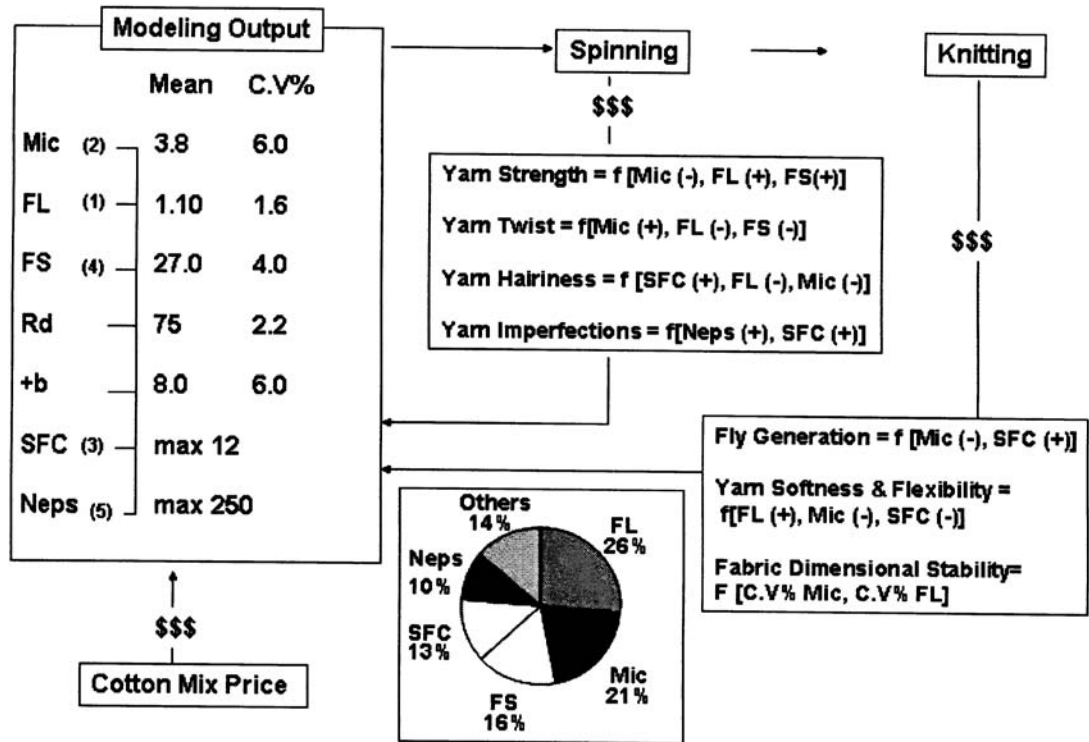 Modeling Output
Mean C.V%
Mic (2) 3.8 6.0
FL (1) 1.10 1.6
FS (4) 27.0 4.0
Rd 75 2.2
+b 8.0 6.0
SFC (3) max 12
Neps (5) max 250
$$$
Cotton Mix Price
Spinning
$$$
Yarn Strength = f [Mic (-), FL (+), FS(+)]
Yarn Twist = f[Mic (+), FL (-), FS (-)]
Yarn Hairiness = f [SFC (+), FL (-), Mic (-)]
Yarn Imperfections = f[Neps (+), SFC (+)]
Knitting
$$$
Fly Generation = f [Mic (-), SFC (+)]
Yarn Softness & Flexibility =
f[FL (+), Mic (-), SFC (-)]
Fabric Dimensional Stability=
F [C.V% Mic, C.V% FL]
Others
14%
FL
26%
Neps
10%
SFC
13%
Mic
21%
FS
16%